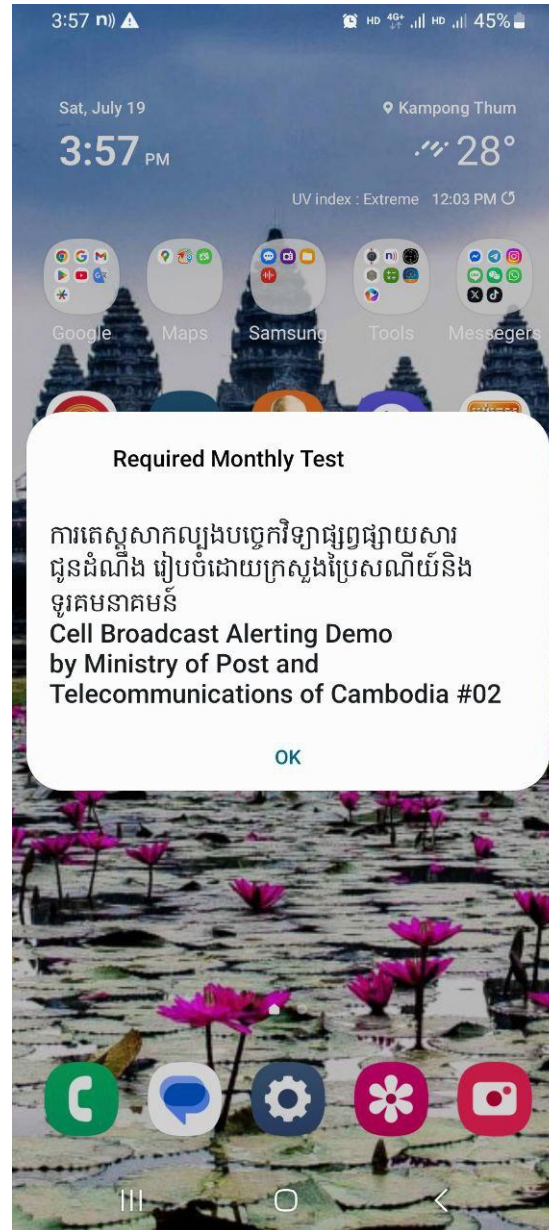 3:57 n)) HD 4G+ HD 45%
Sat, July 19
Kampong Thum
3:57 PM
28°
UV index : Extreme 12:03 PM
Google Maps Samsung Tools Messegers
Required Monthly Test
ការតេស្តសាកល្បងបច្ចេកវិទ្យាផ្សព្វផ្សាយសារ
ជូនដំណឹង រៀបចំដោយក្រសួងប្រៃសណីយ៍និង
ទូរគមនាគមន៍
Cell Broadcast Alerting Demo
by Ministry of Post and
Telecommunications of Cambodia #02
OK